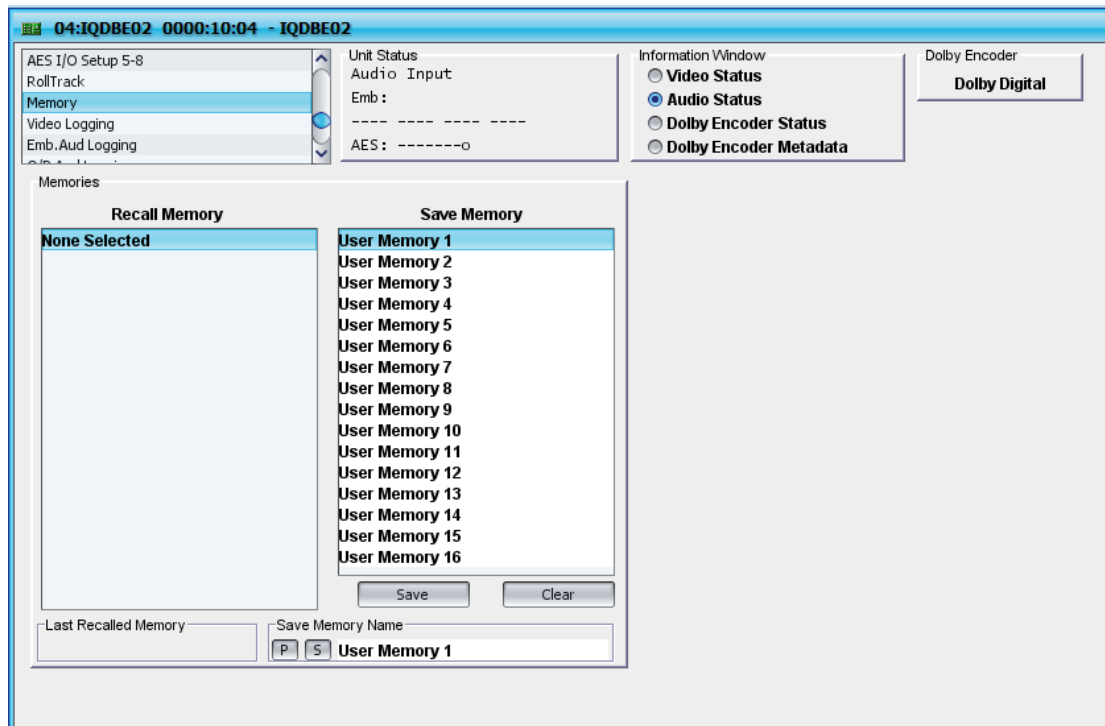 04:IQDBE02 0000:10:04 - IQDBE02
AES I/O Setup 5-8
RollTrack
Memory
Video Logging
Emb.Aud Logging
Unit Status
Audio Input
Emb:
---- ---- ---- ----
AES: -------o
Information Window
Video Status
Audio Status
Dolby Encoder Status
Dolby Encoder Metadata
Dolby Encoder
Dolby Digital
Memories
Recall Memory
None Selected
Save Memory
User Memory 1
User Memory 2
User Memory 3
User Memory 4
User Memory 5
User Memory 6
User Memory 7
User Memory 8
User Memory 9
User Memory 10
User Memory 11
User Memory 12
User Memory 13
User Memory 14
User Memory 15
User Memory 16
Save Clear
Last Recalled Memory
Save Memory Name
P S User Memory 1